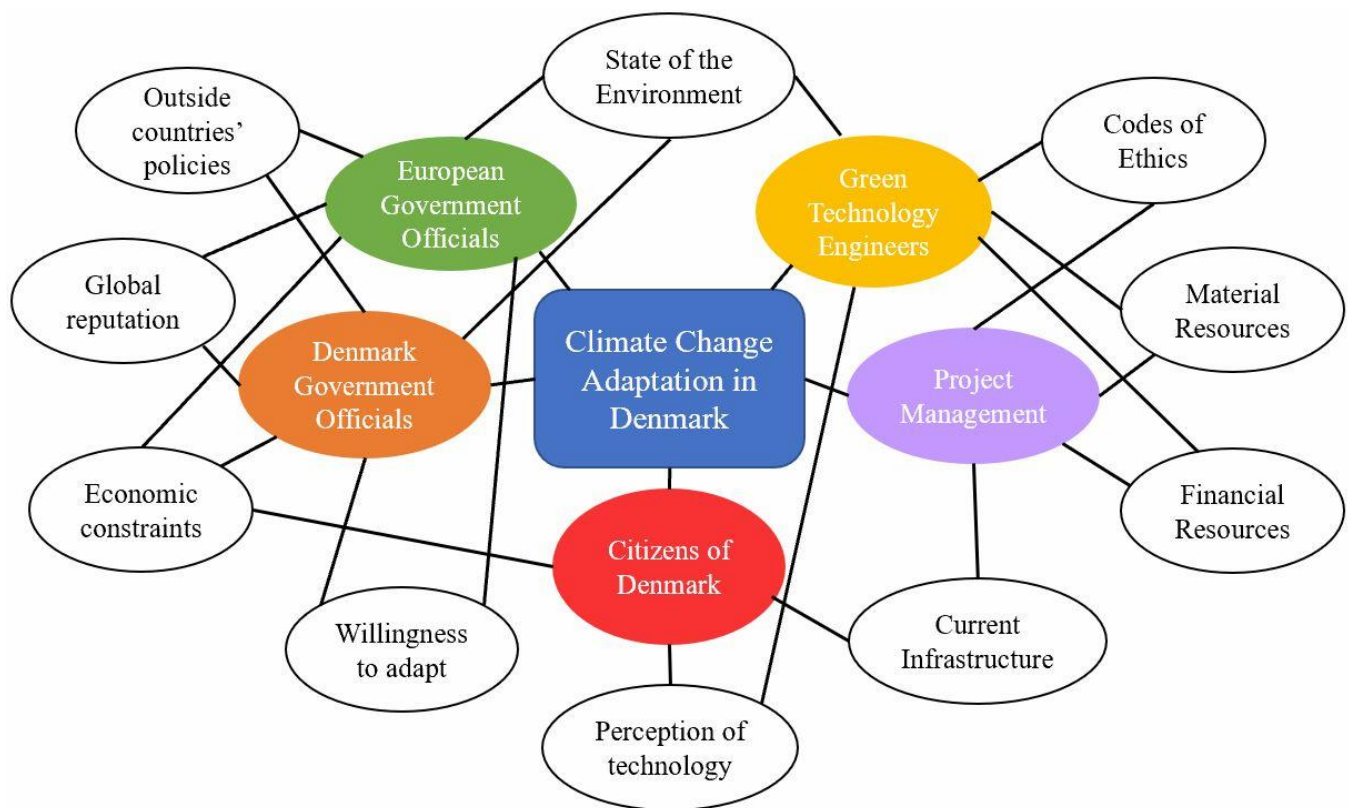 State of the
Environment
Outside
countries’
policies
Codes of
Ethics
European
Government
Officials
Green
Technology
Engineers
Global
reputation
Material
Resources
Climate Change
Adaptation in
Denmark
Denmark
Government
Officials
Project
Management
Economic
constraints
Financial
Resources
Citizens of
Denmark
Willingness
to adapt
Current
Infrastructure
Perception of
technology